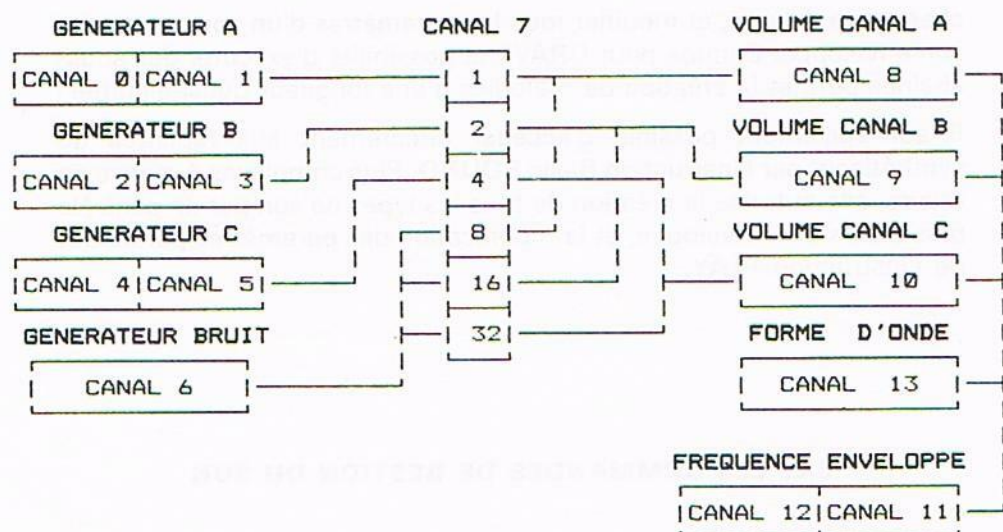 GENERATEUR A CANAL 7 VOLUME CANAL A
CANAL 0 CANAL 1 1 CANAL 8
GENERATEUR B 2 VOLUME CANAL B
CANAL 2 CANAL 3 4 CANAL 9
GENERATEUR C 8 VOLUME CANAL C
CANAL 4 CANAL 5 16 CANAL 10
GENERATEUR BRUIT 32 FORME D'ONDE
CANAL 6 CANAL 13
FREQUENCE ENVELOPPE
CANAL 12 CANAL 11